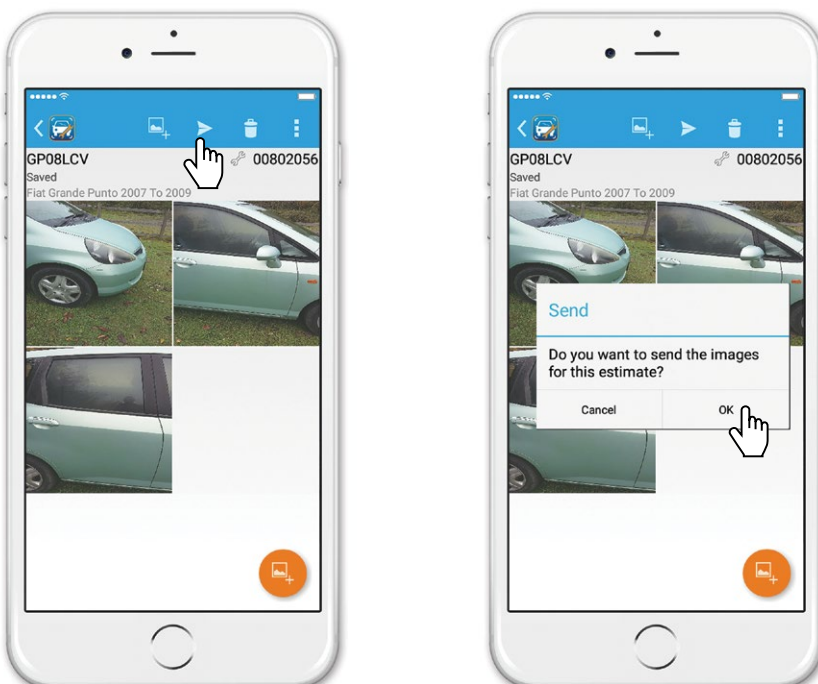 GP08LCV 00802056
Saved
Fiat Grande Punto 2007 To 2009
GP08LCV 00802056
Saved
Fiat Grande Punto 2007 To 2009
Send
Do you want to send the images
for this estimate?
Cancel OK